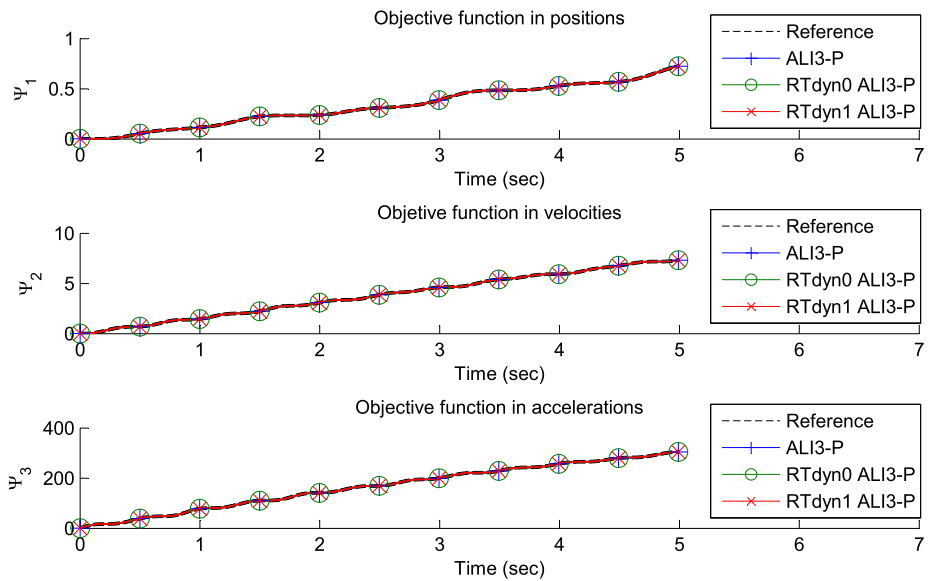 Objective function in positions
1
0.5
0
Ψ1
0 1 2 3 4 5 6 7
Time (sec)
Reference
ALI3-P
RTdyn0 ALI3-P
RTdyn1 ALI3-P
Objetive function in velocities
10
5
0
Ψ2
0 1 2 3 4 5 6 7
Time (sec)
Reference
ALI3-P
RTdyn0 ALI3-P
RTdyn1 ALI3-P
Objective function in accelerations
400
200
0
Ψ3
0 1 2 3 4 5 6 7
Time (sec)
Reference
ALI3-P
RTdyn0 ALI3-P
RTdyn1 ALI3-P